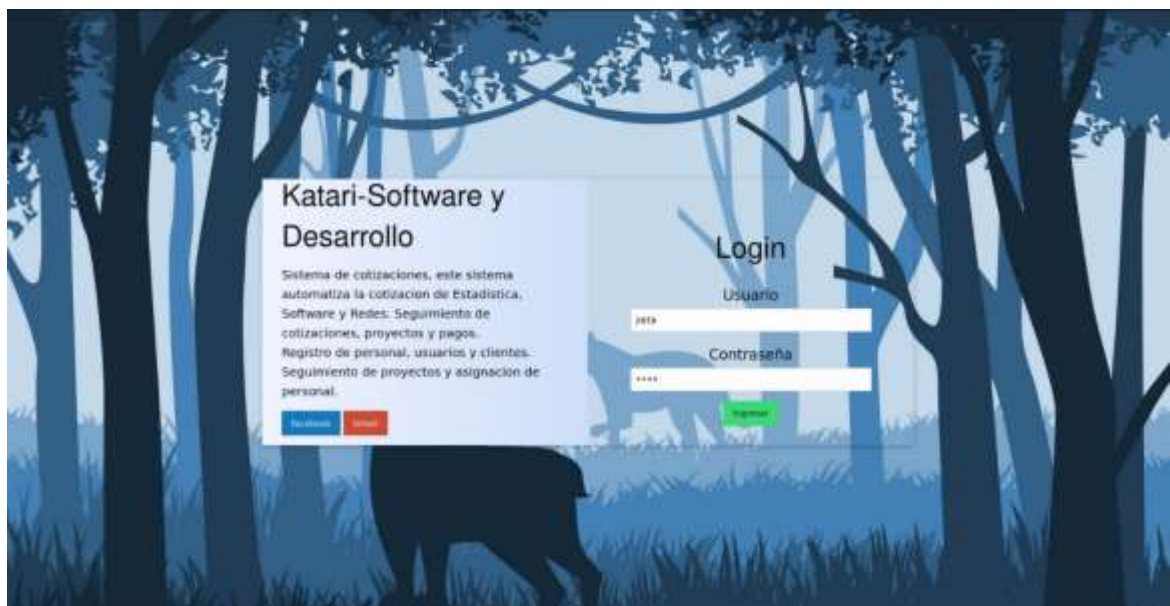 Katari-Software y
Desarrollo
Sistema de cotizaciones, este sistema
automatiza la cotizacion de Estadistica,
Software y Redes. Seguimiento de
cotizaciones, proyectos y pagos.
Registro de personal, usuarios y clientes.
Seguimiento de proyectos y asignacion de
personal.
Facebook
Gmail
Login
Usuario
Contraseña
****
Ingresar